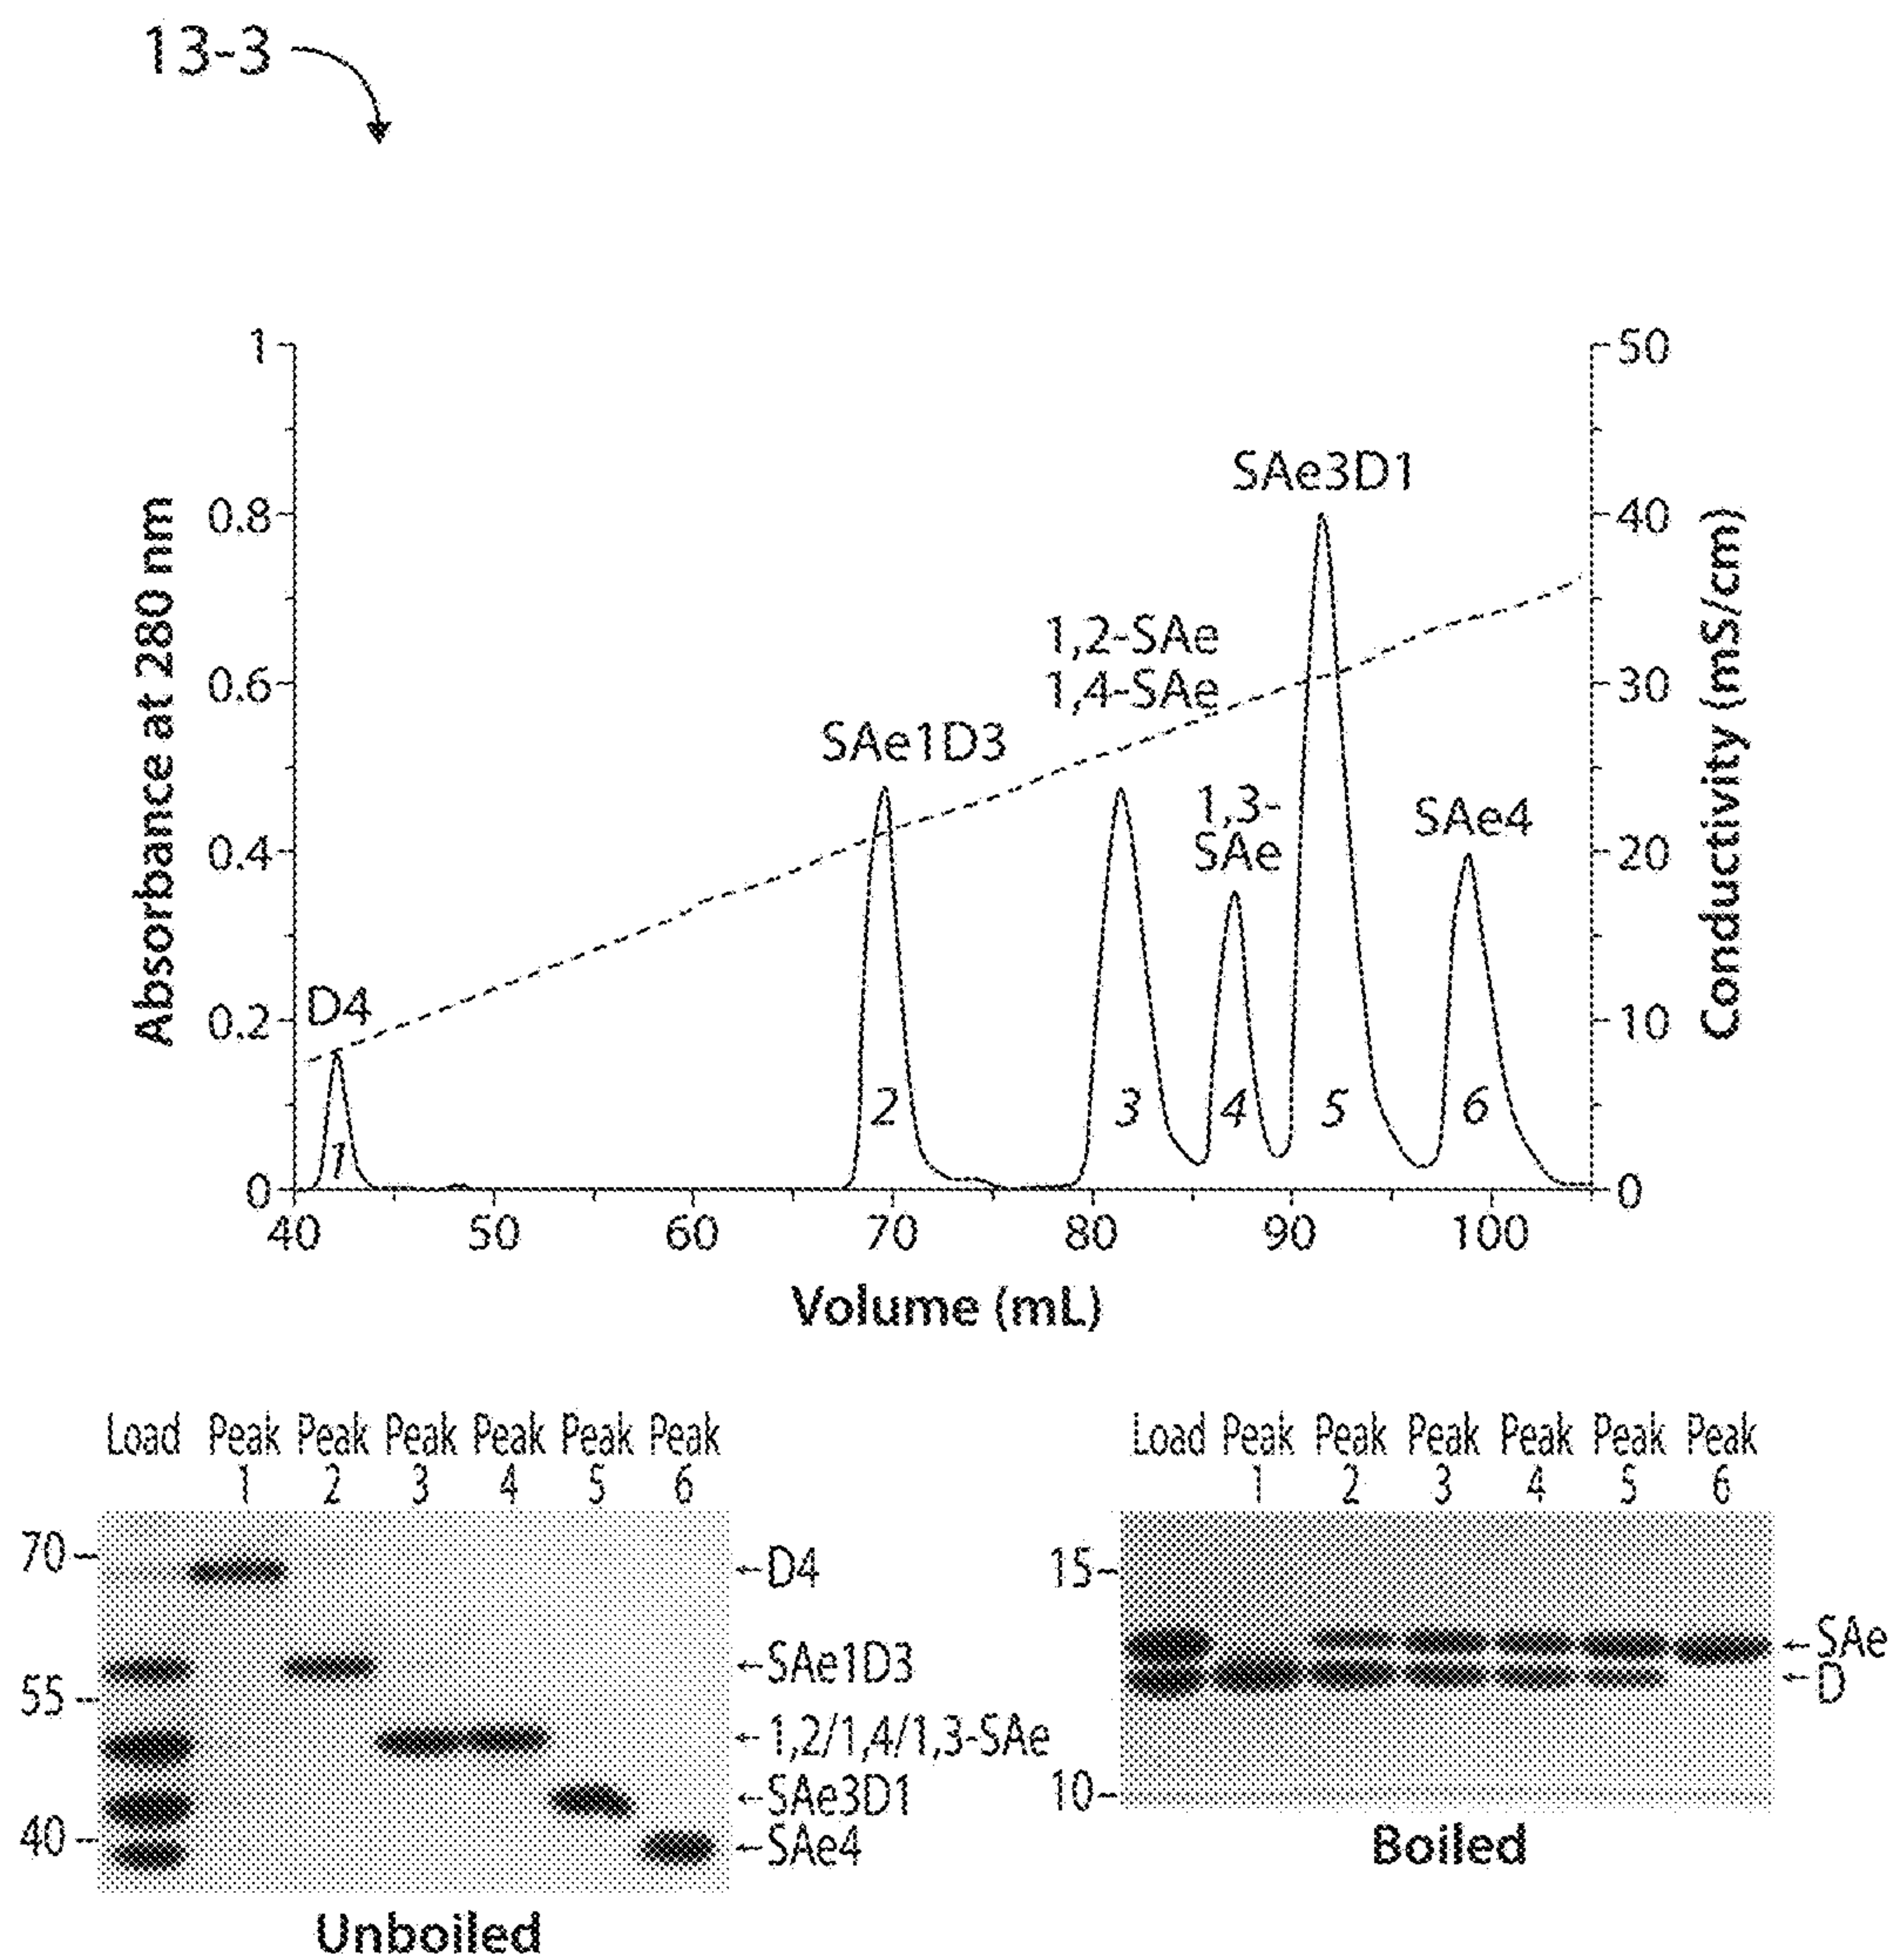 13-3
Absorbance at 280 nm
1
0.8
0.6
0.4
0.2
0
50
40
30
20
10
0
Conductivity (mS/cm)
SAe3D1
1,2-SAe
1,4-SAe
SAe1D3
1,3-
SAe
SAe4
D4
1
2
3
4
5
6
40 50 60 70 80 90 100
Volume (mL)
Load Peak Peak Peak Peak Peak Peak
1 2 3 4 5 6
70
55
40
D4
SAe1D3
1,2/1,4/1,3-SAe
SAe3D1
SAe4
Unboiled
Load Peak Peak Peak Peak Peak Peak
1 2 3 4 5 6
15
10
SAe
D
Boiled